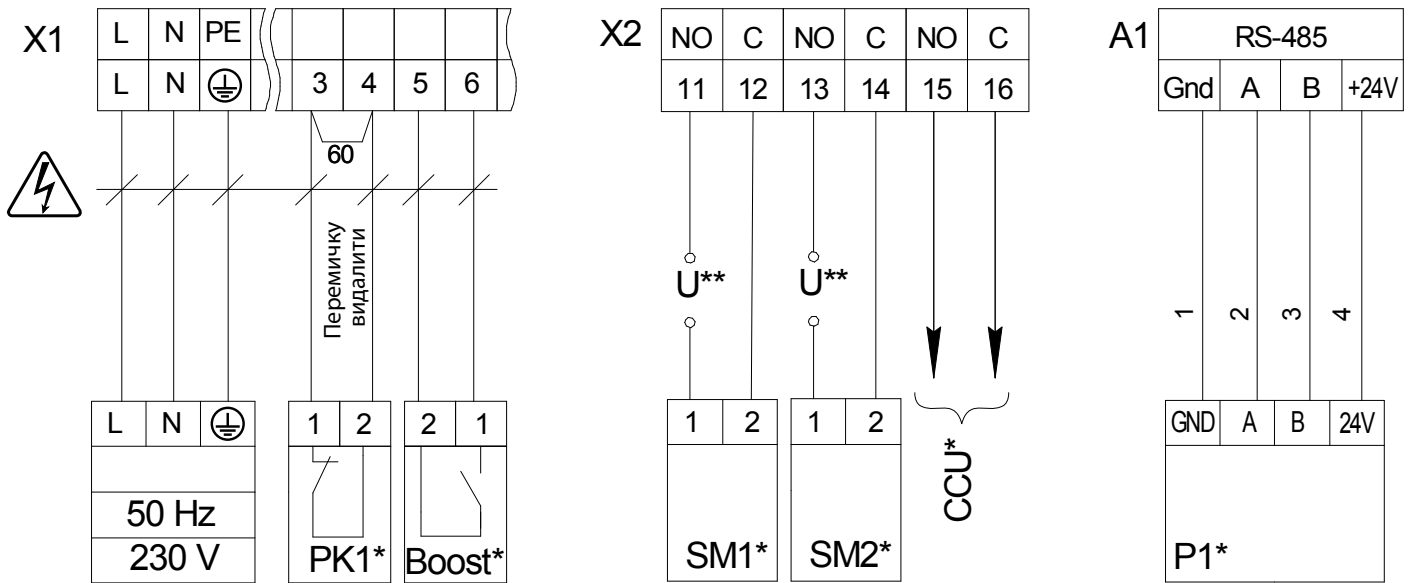 X1
L N PE
L N 3 4 5 6
60
Перемичку
видалити
L N
50 Hz
230 V
1 2
PK1*
2 1
Boost*
X2
NO C NO C NO C
11 12 13 14 15 16
U** U**
1 2
SM1*
1 2
SM2*
CCU*
A1
RS-485
Gnd A B +24V
1 2 3 4
GND A B 24V
P1*